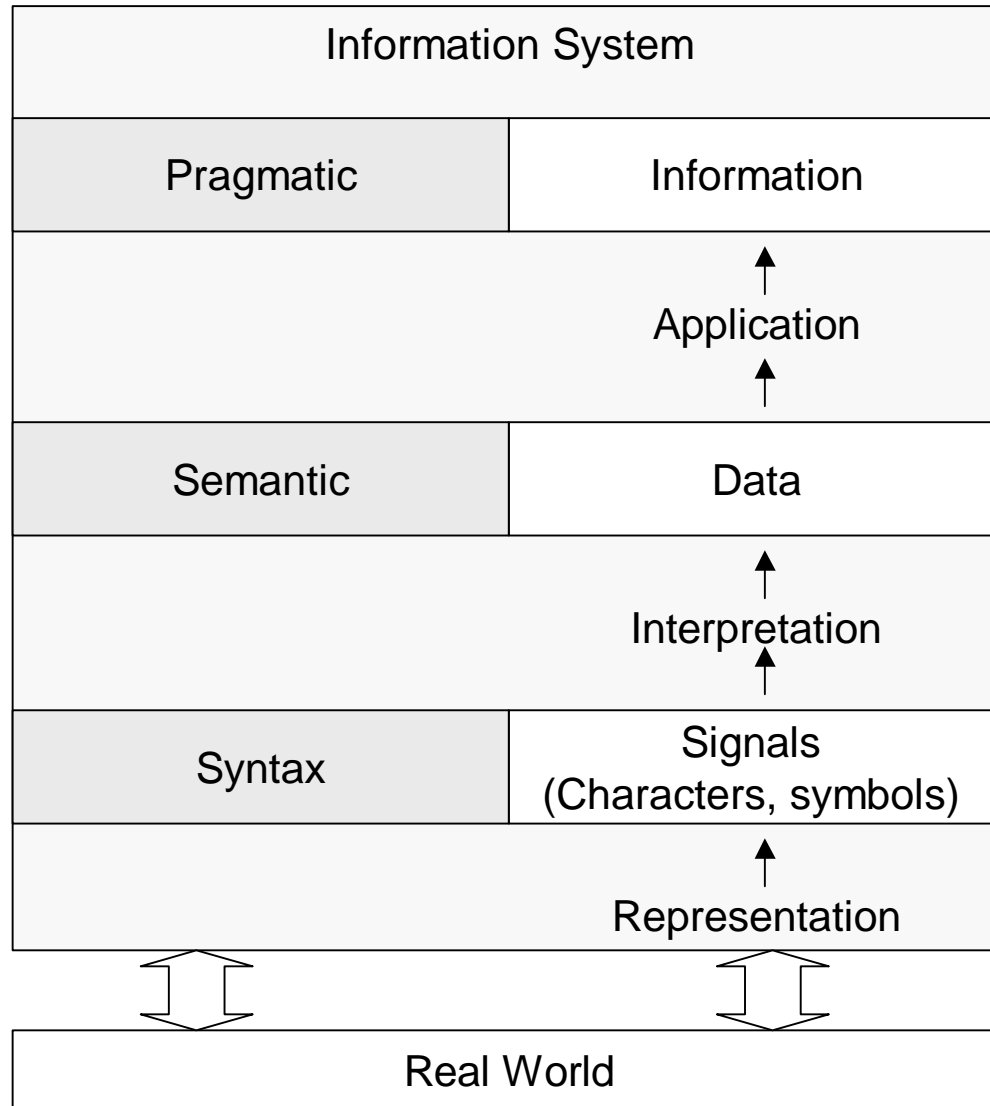 Information System
Pragmatic
Information
Application
Semantic
Data
Interpretation
Syntax
Signals
(Characters, symbols)
Representation
Real World